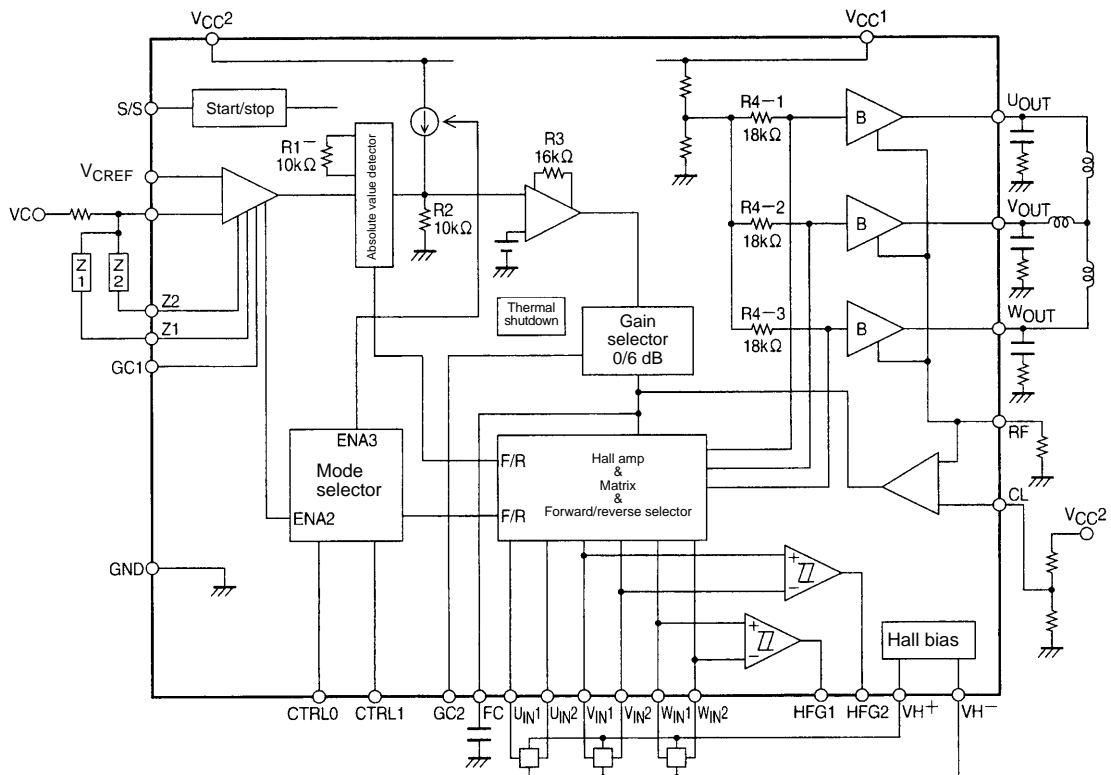 VCC2
VCC1
S/S
Start/stop
VCREF
VC
Z1
Z2
Z2
Z1
GC1
R1
10kΩ
Absolute value detector
R2
10kΩ
R3
16kΩ
R4-1
18kΩ
R4-2
18kΩ
R4-3
18kΩ
B
B
B
UOUT
VOUT
WOUT
Thermal
shutdown
Gain
selector
0/6 dB
ENA3
Mode
selector
ENA2
F/R
F/R
Hall amp
&
Matrix
&
Forward/reverse selector
RF
CL
VCC2
GND
+
−
+
−
Hall bias
CTRL0
CTRL1
GC2
FC
UIN1
UIN2
VIN1
VIN2
WIN1
WIN2
HFG1
HFG2
VH+
VH−